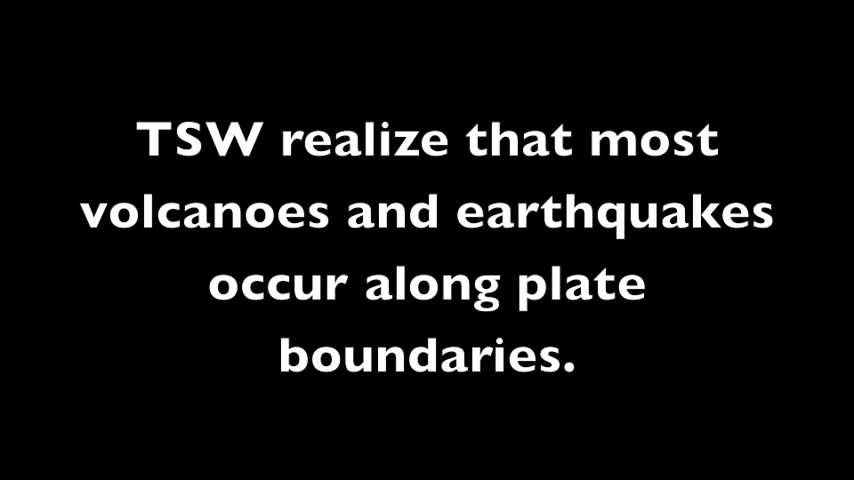 TSW realize that most
volcanoes and earthquakes
occur along plate
boundaries.